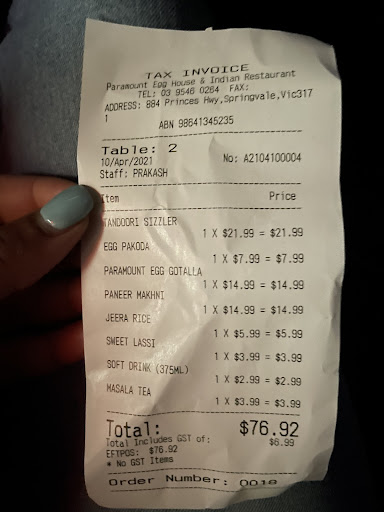 TAX INVOICE
Paramount Egg House & Indian Restaurant
TEL: 03 9546 0264 FAX:
ADDRESS: 884 Princes Hwy,Springvale,Vic317
1
ABN 98641345235
Table: 2
10/Apr/2021 No: A2104100004
Staff: PRAKASH
Item Price
TANDOORI SIZZLER
1 X $21.99 = $21.99
EGG PAKODA
1 X $7.99 = $7.99
PARAMOUNT EGG GOTALLA
1 X $14.99 = $14.99
PANEER MAKHNI
1 X $14.99 = $14.99
JEERA RICE
1 X $5.99 = $5.99
SWEET LASSI
1 X $3.99 = $3.99
SOFT DRINK (375ML)
1 X $2.99 = $2.99
MASALA TEA
1 X $3.99 = $3.99
Total: $76.92
Total Includes GST of: $6.99
EFTPOS: $76.92
* No GST Items
Order Number: 0018